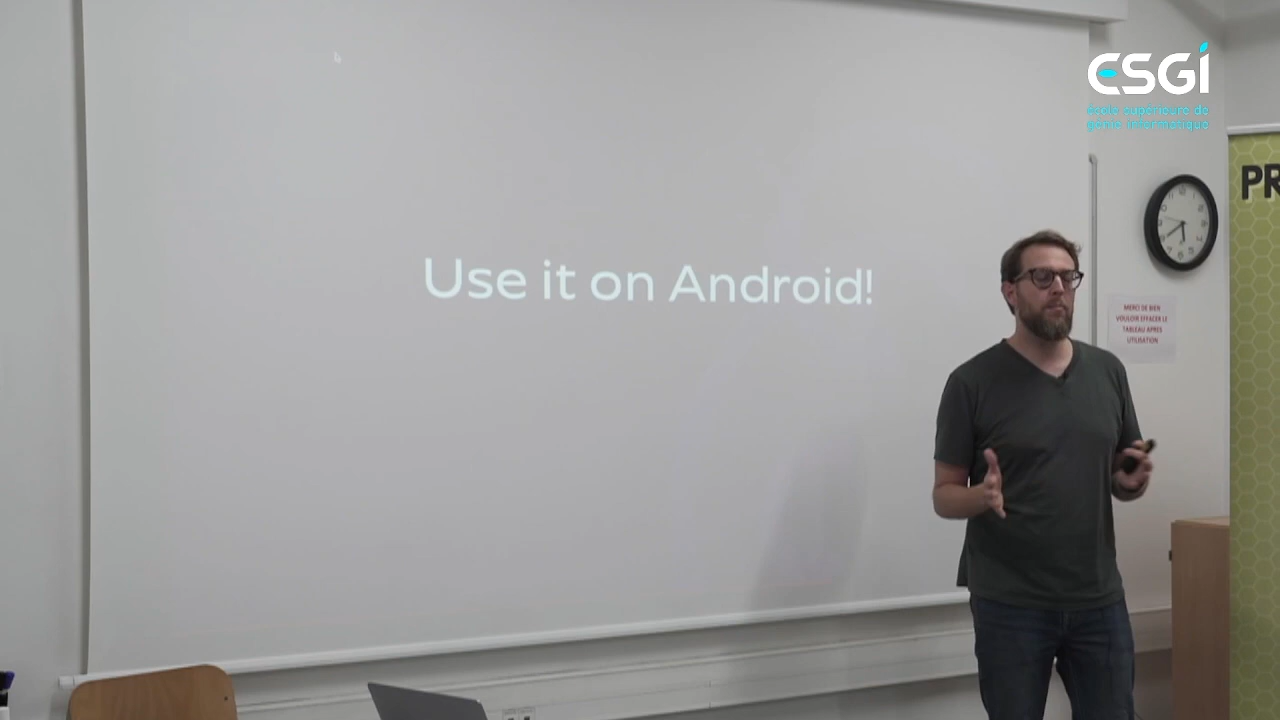 ESGI
école supérieure de
génie informatique
PR
Use it on Android!
MERCI DE BIEN
VOULOIR EFFACER LE
TABLEAU APRES
UTILISATION